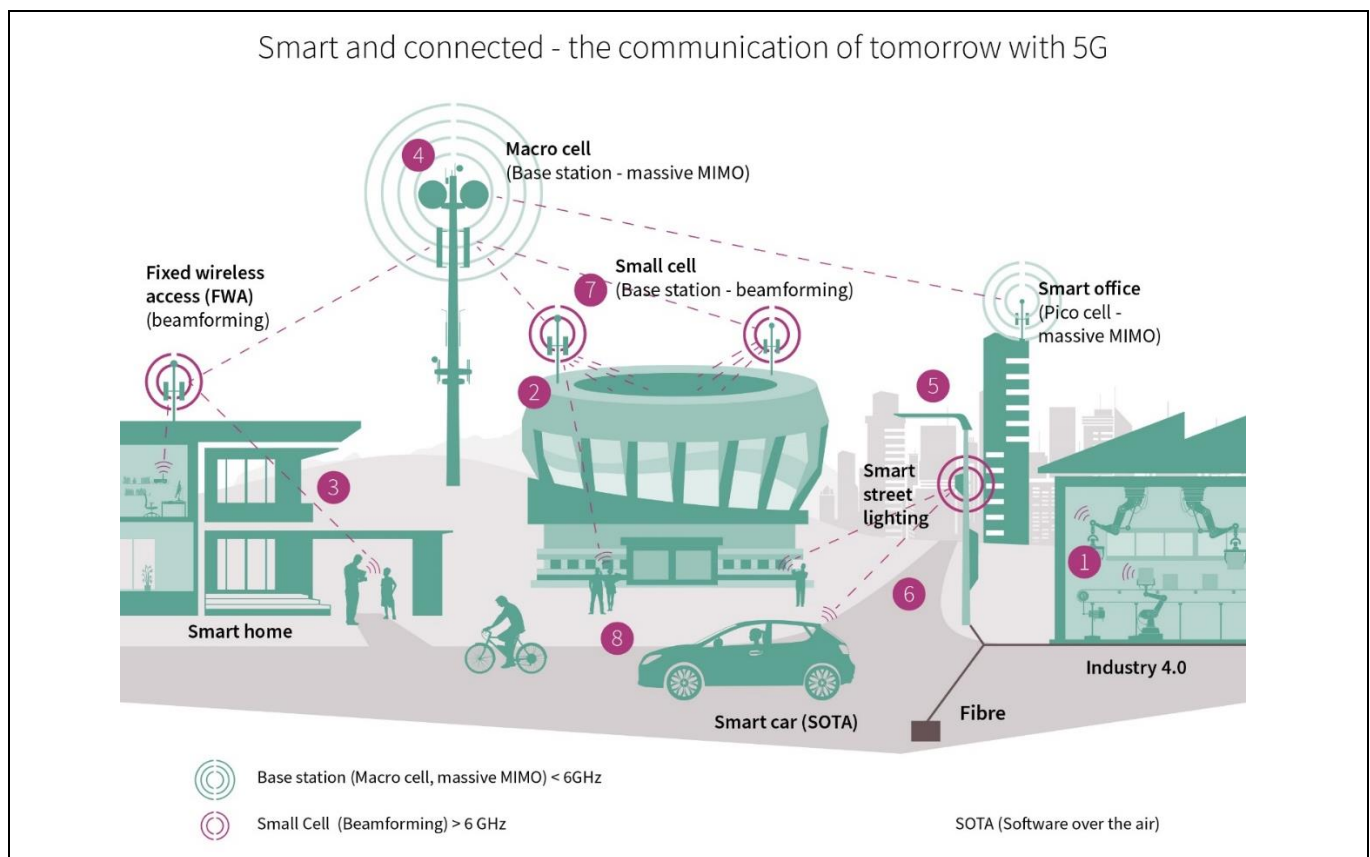 Smart and connected - the communication of tomorrow with 5G
4
Macro cell
(Base station - massive MIMO)
Fixed wireless
access (FWA)
(beamforming)
7
Small cell
(Base station - beamforming)
Smart office
(Pico cell -
massive MIMO)
2
5
3
Smart
street
lighting
1
6
Smart home
8
Industry 4.0
Smart car (SOTA)
Fibre
Base station (Macro cell, massive MIMO) < 6GHz
Small Cell (Beamforming) > 6 GHz
SOTA (Software over the air)